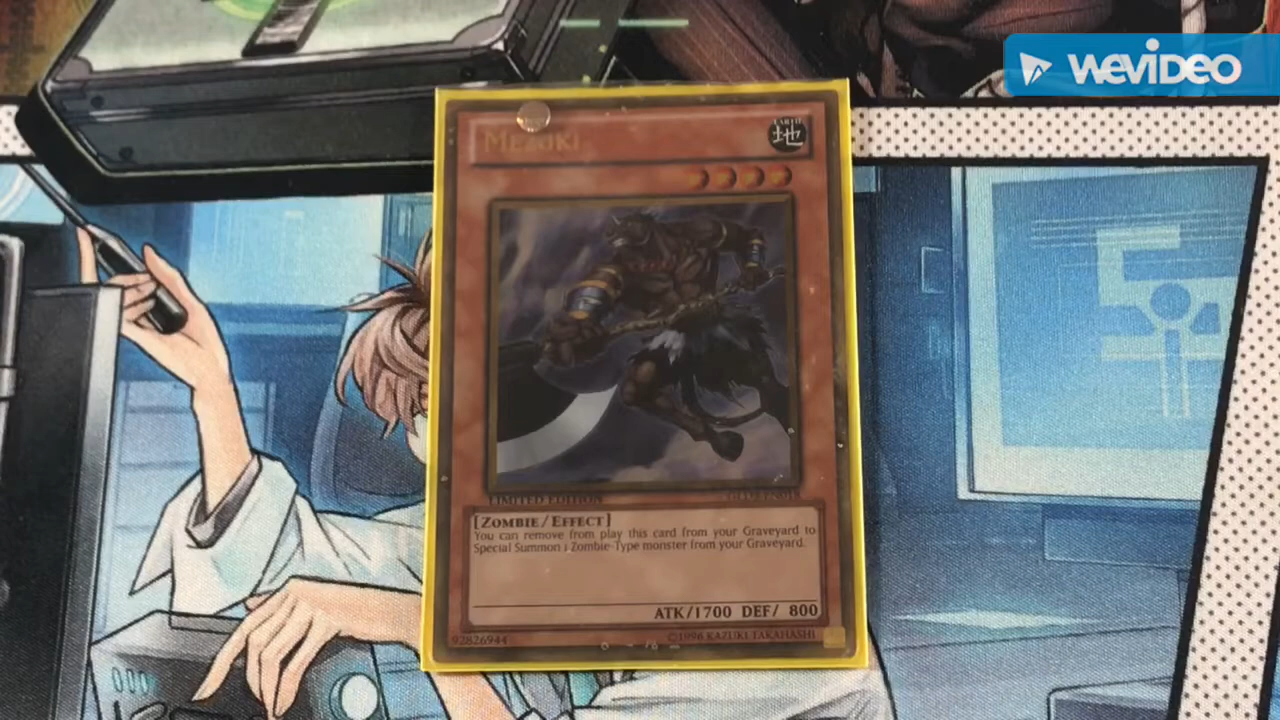 WEVIDEO
MEZUKI
EARTH
地
LIMITED EDITION
[ZOMBIE/EFFECT]
You can remove from play this card from your Graveyard to
Special Summon 1 Zombie-Type monster from your Graveyard.
ATK/1700 DEF/ 800
92826944
©1996 KAZUKI TAKAHASHI